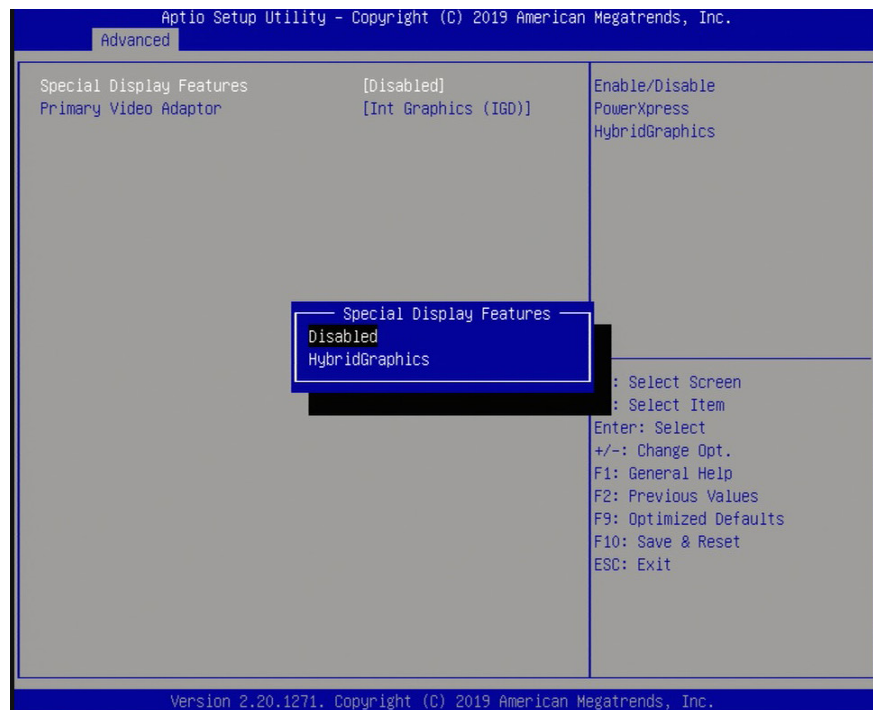 Aptio Setup Utility – Copyright (C) 2019 American Megatrends, Inc.
Advanced
Special Display Features [Disabled]
Primary Video Adaptor [Int Graphics (IGD)]
Enable/Disable
PowerXpress
HybridGraphics
Special Display Features
Disabled
HybridGraphics
: Select Screen
: Select Item
Enter: Select
+/-: Change Opt.
F1: General Help
F2: Previous Values
F9: Optimized Defaults
F10: Save & Reset
ESC: Exit
Version 2.20.1271. Copyright (C) 2019 American Megatrends, Inc.